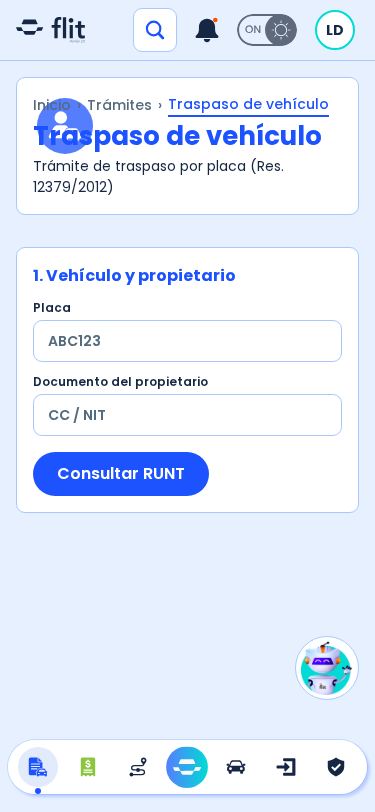 flit
ON
LD
Inicio › Trámites › Traspaso de vehículo
Traspaso de vehículo
Trámite de traspaso por placa (Res.
12379/2012)
1. Vehículo y propietario
Placa
ABC123
Documento del propietario
CC / NIT
Consultar RUNT